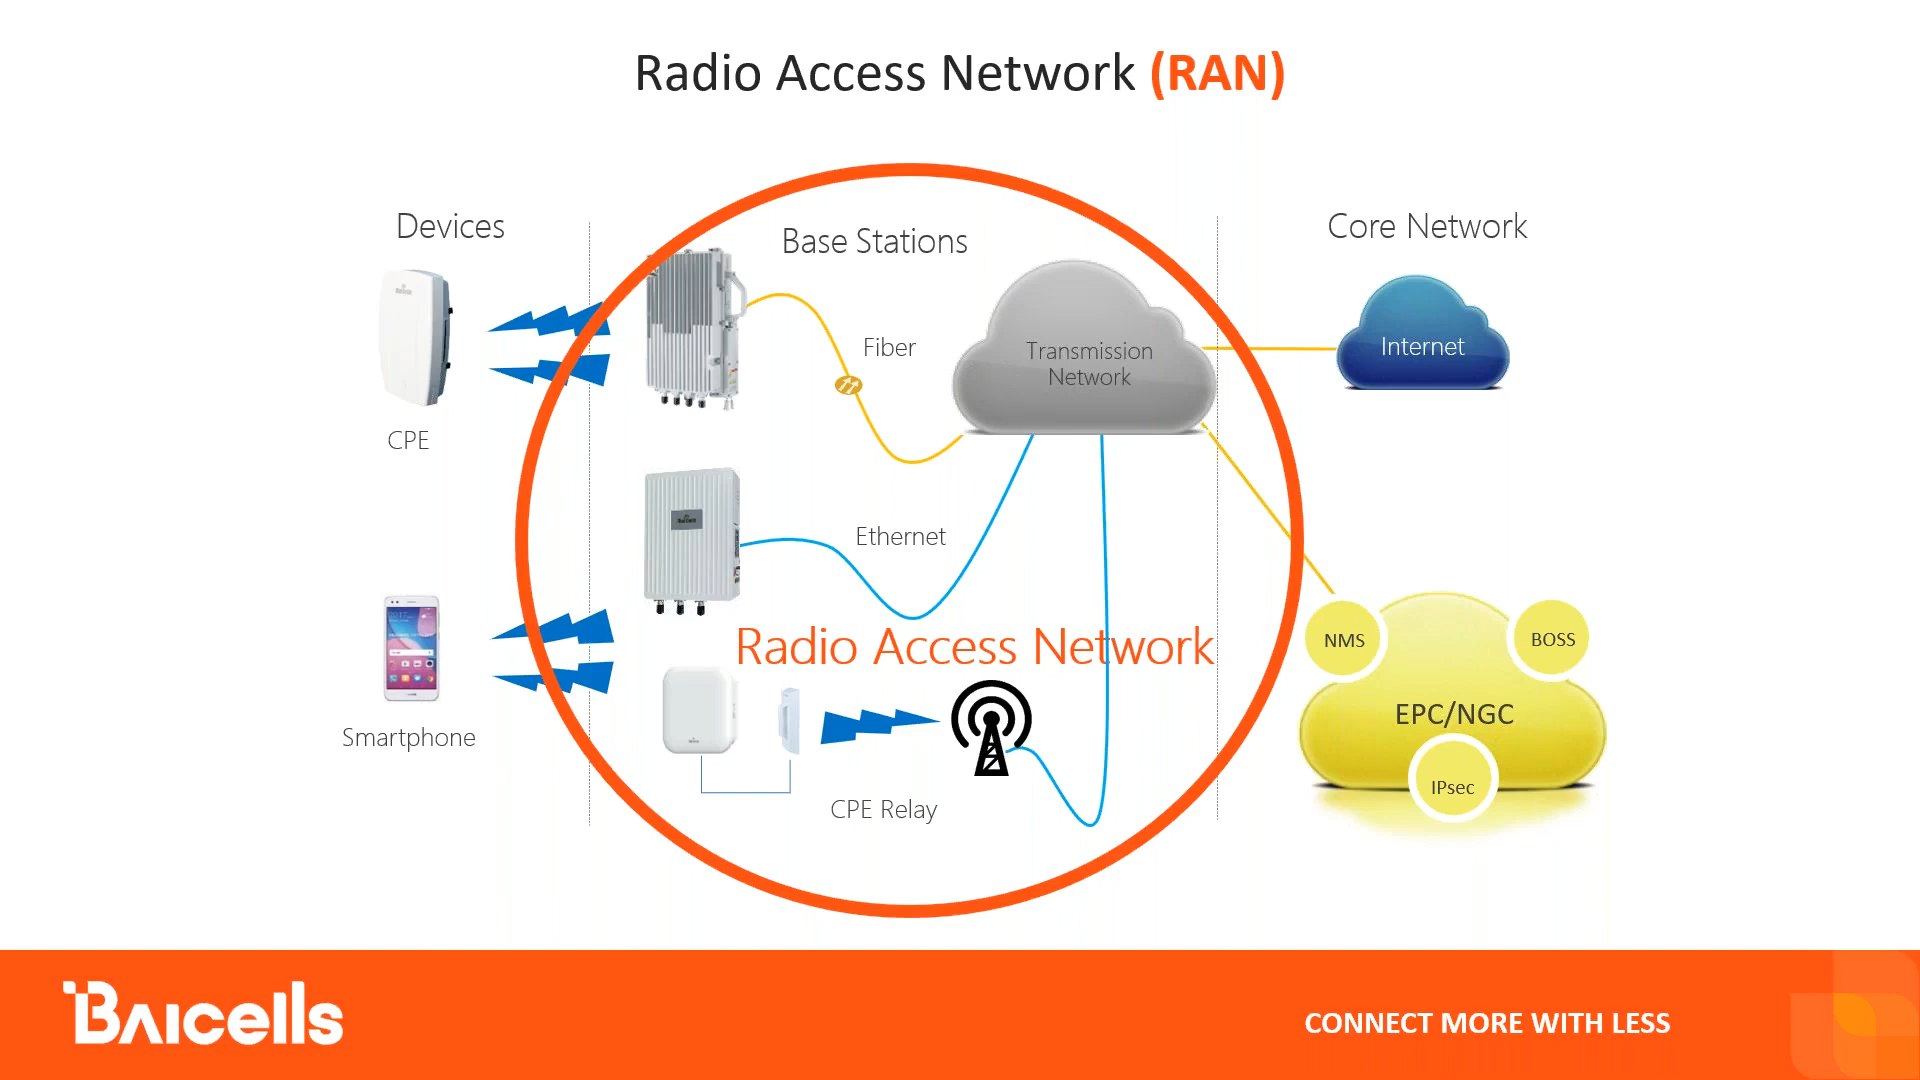 Radio Access Network (RAN)
Devices
Base Stations
Core Network
Fiber
Transmission
Network
Internet
CPE
Ethernet
Radio Access Network
NMS
BOSS
EPC/NGC
Smartphone
IPsec
CPE Relay
BAICELLS
CONNECT MORE WITH LESS